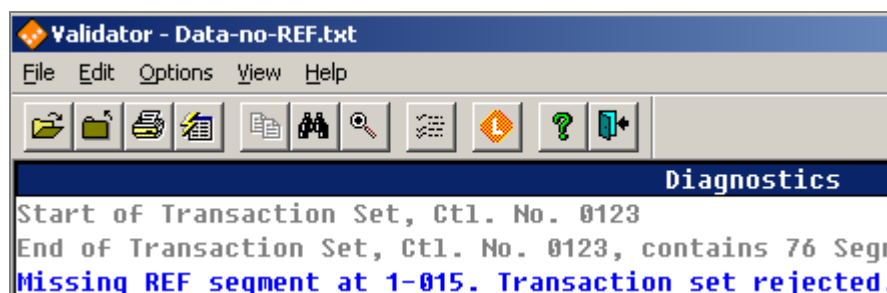 Validator - Data-no-REF.txt
File Edit Options View Help
L
?
Diagnostics
Start of Transaction Set, Ctl. No. 0123
End of Transaction Set, Ctl. No. 0123, contains 76
Missing REF segment at 1-015. Transaction set rejected.